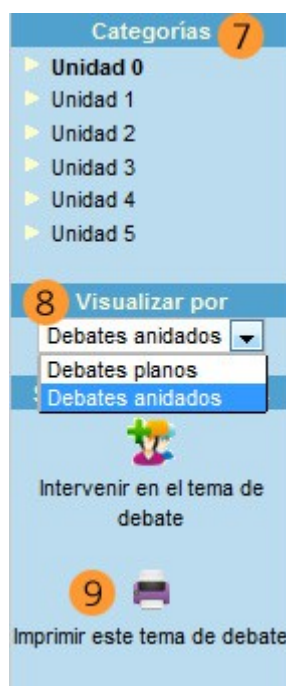 Categorías 7
Unidad 0
Unidad 1
Unidad 2
Unidad 3
Unidad 4
Unidad 5
8 Visualizar por
Debates anidados
Debates planos
Debates anidados
Intervenir en el tema de
debate
9
Imprimir este tema de debate